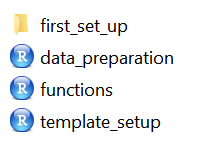 first_set_up
R data_preparation
R functions
R template_setup